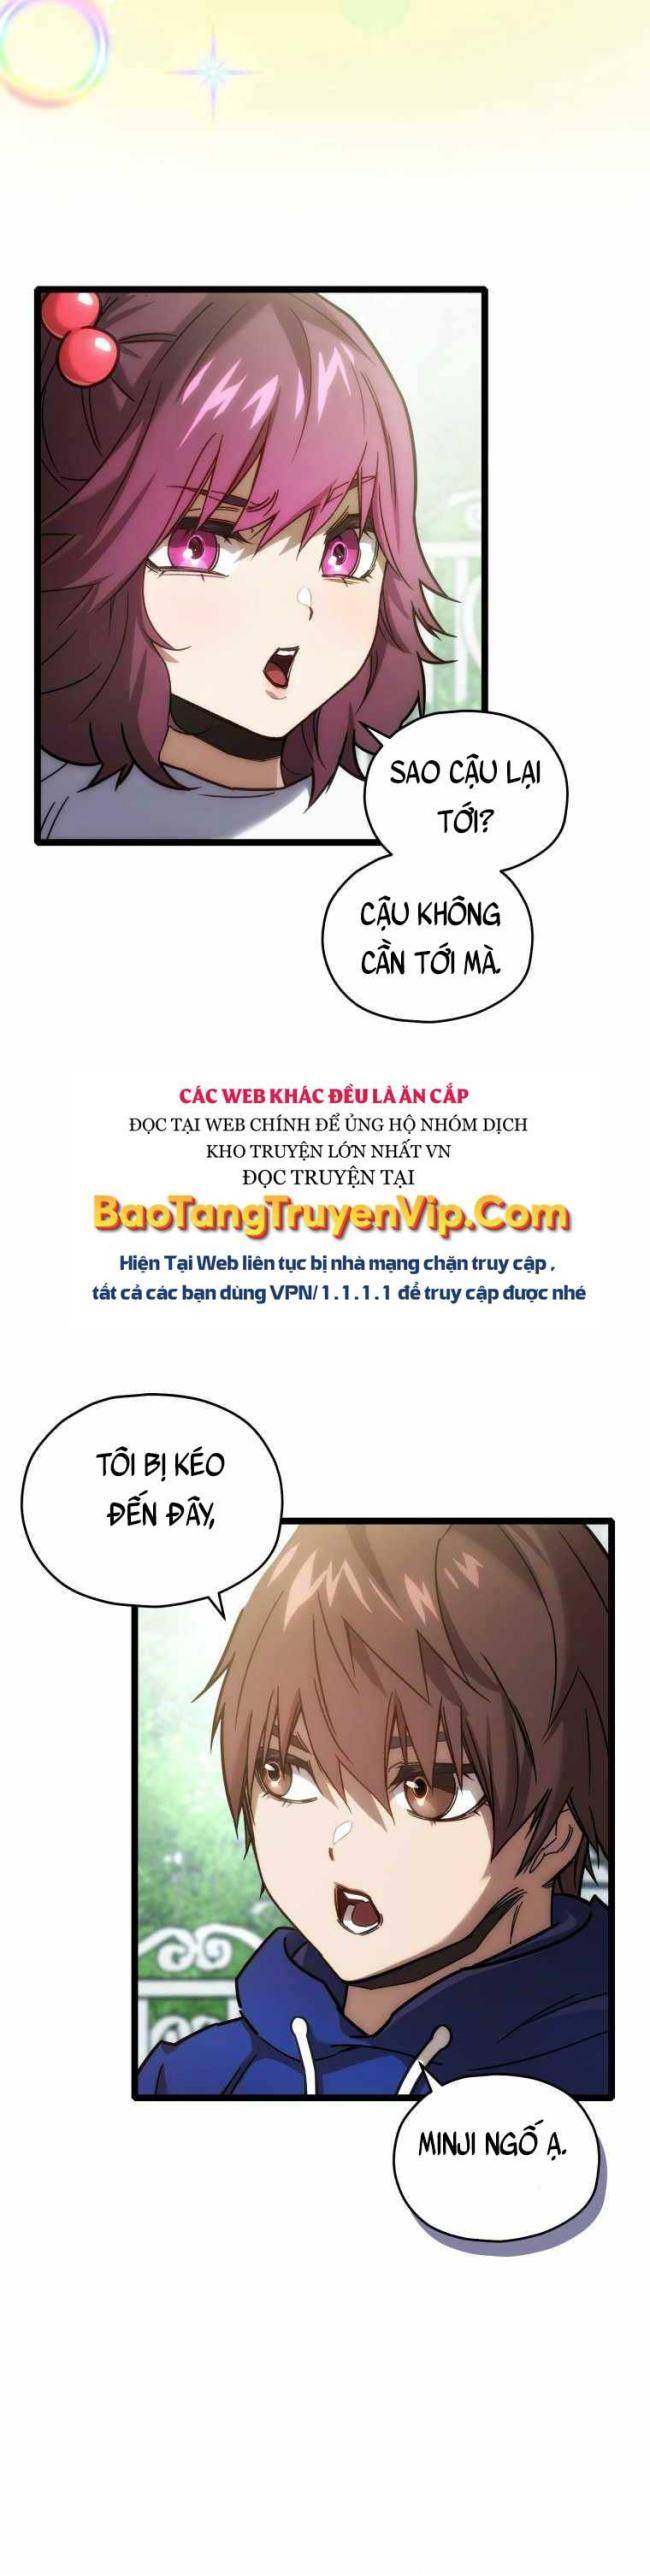 SAO CẬU LẠI
TỚI?
CẬU KHÔNG
CẦN TỚI MÀ.
CÁC WEB KHÁC ĐỀU LÀ ĂN CẮP
ĐỌC TẠI WEB CHÍNH ĐỂ ỦNG HỘ NHÓM DỊCH
KHO TRUYỆN LỚN NHẤT VN
ĐỌC TRUYỆN TẠI
BaoTangTruyenVip.Com
Hiện Tại Web liên tục bị nhà mạng chặn truy cập,
tất cả các bạn dùng VPN/1.1.1.1 để truy cập được nhé
TÔI BỊ KÉO
ĐẾN ĐÂY,
MINJI NGỐ Ạ.